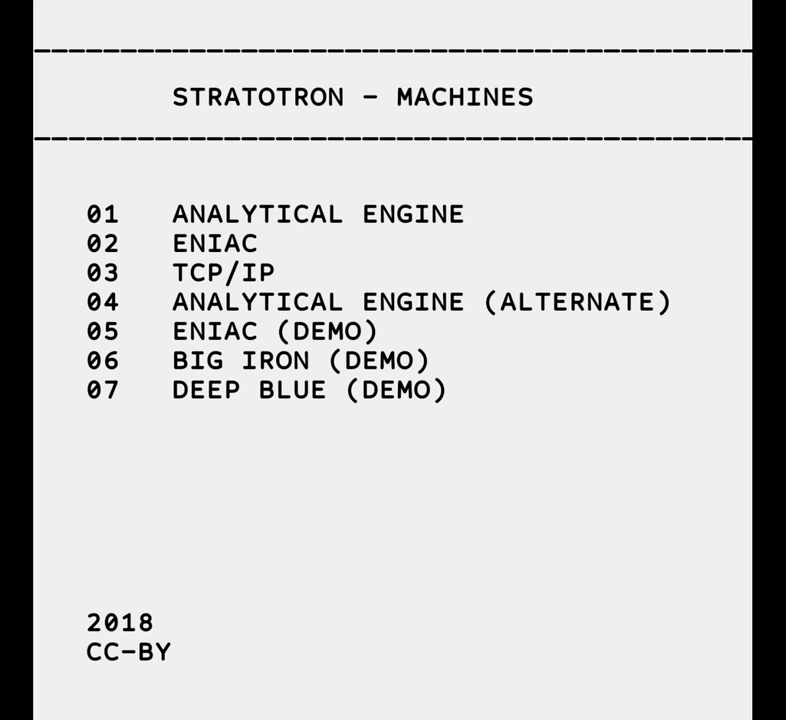 STRATOTRON - MACHINES
01 ANALYTICAL ENGINE
02 ENIAC
03 TCP/IP
04 ANALYTICAL ENGINE (ALTERNATE)
05 ENIAC (DEMO)
06 BIG IRON (DEMO)
07 DEEP BLUE (DEMO)
2018
CC-BY